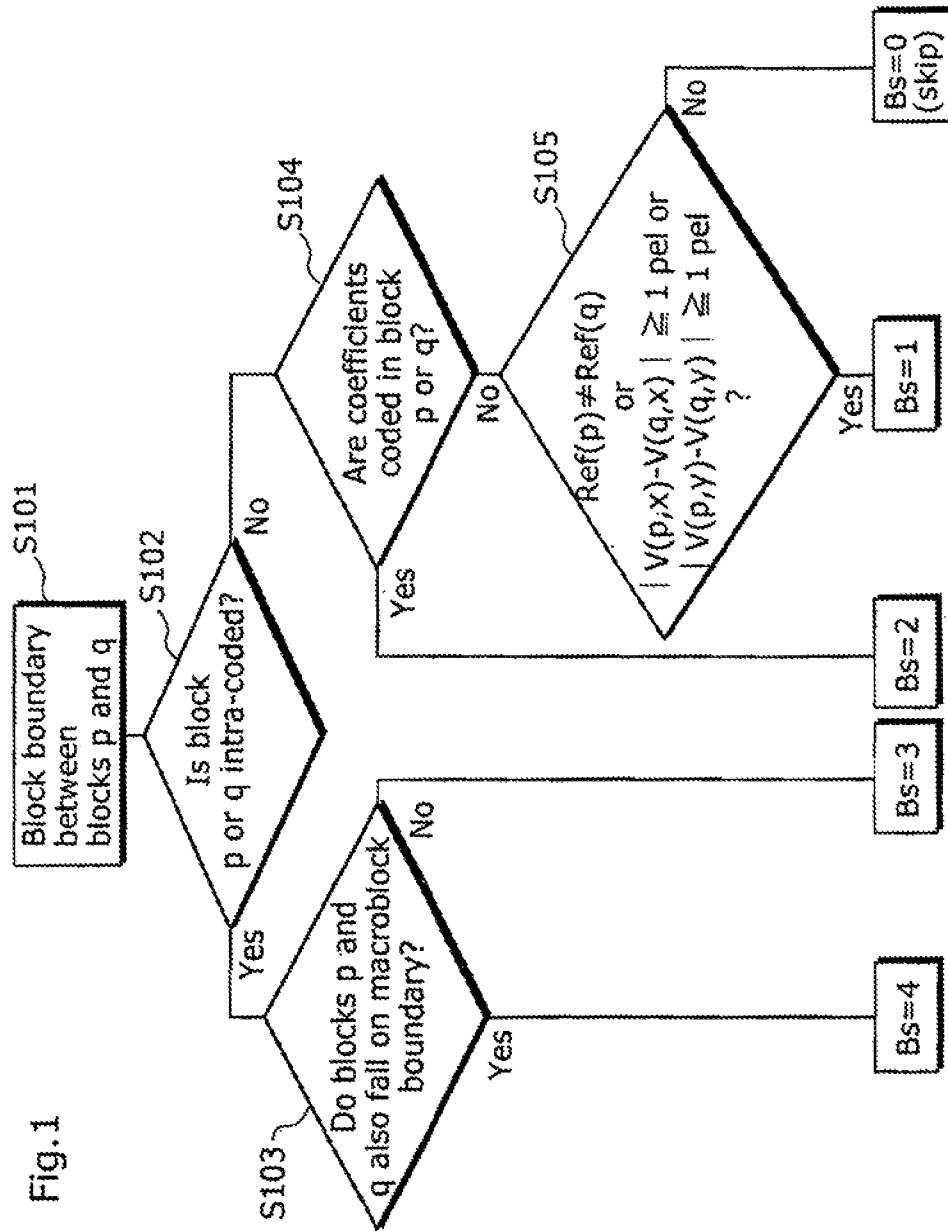 Fig.1
Block boundary
between
blocks p and q
S101
S102
Is block
p or q intra-coded?
Yes
No
S103
Do blocks p and
q also fall on macroblock
boundary?
Yes
No
S104
Are coefficients
coded in block
p or q?
Yes
No
S105
Ref(p)≠Ref(q)
or
| V(p,x)-V(q,x) | ≧ 1 pel or
| V(p,y)-V(q,y) | ≦ 1 pel
?
Yes
No
Bs=4
Bs=3
Bs=2
Bs=1
Bs=0
(skip)